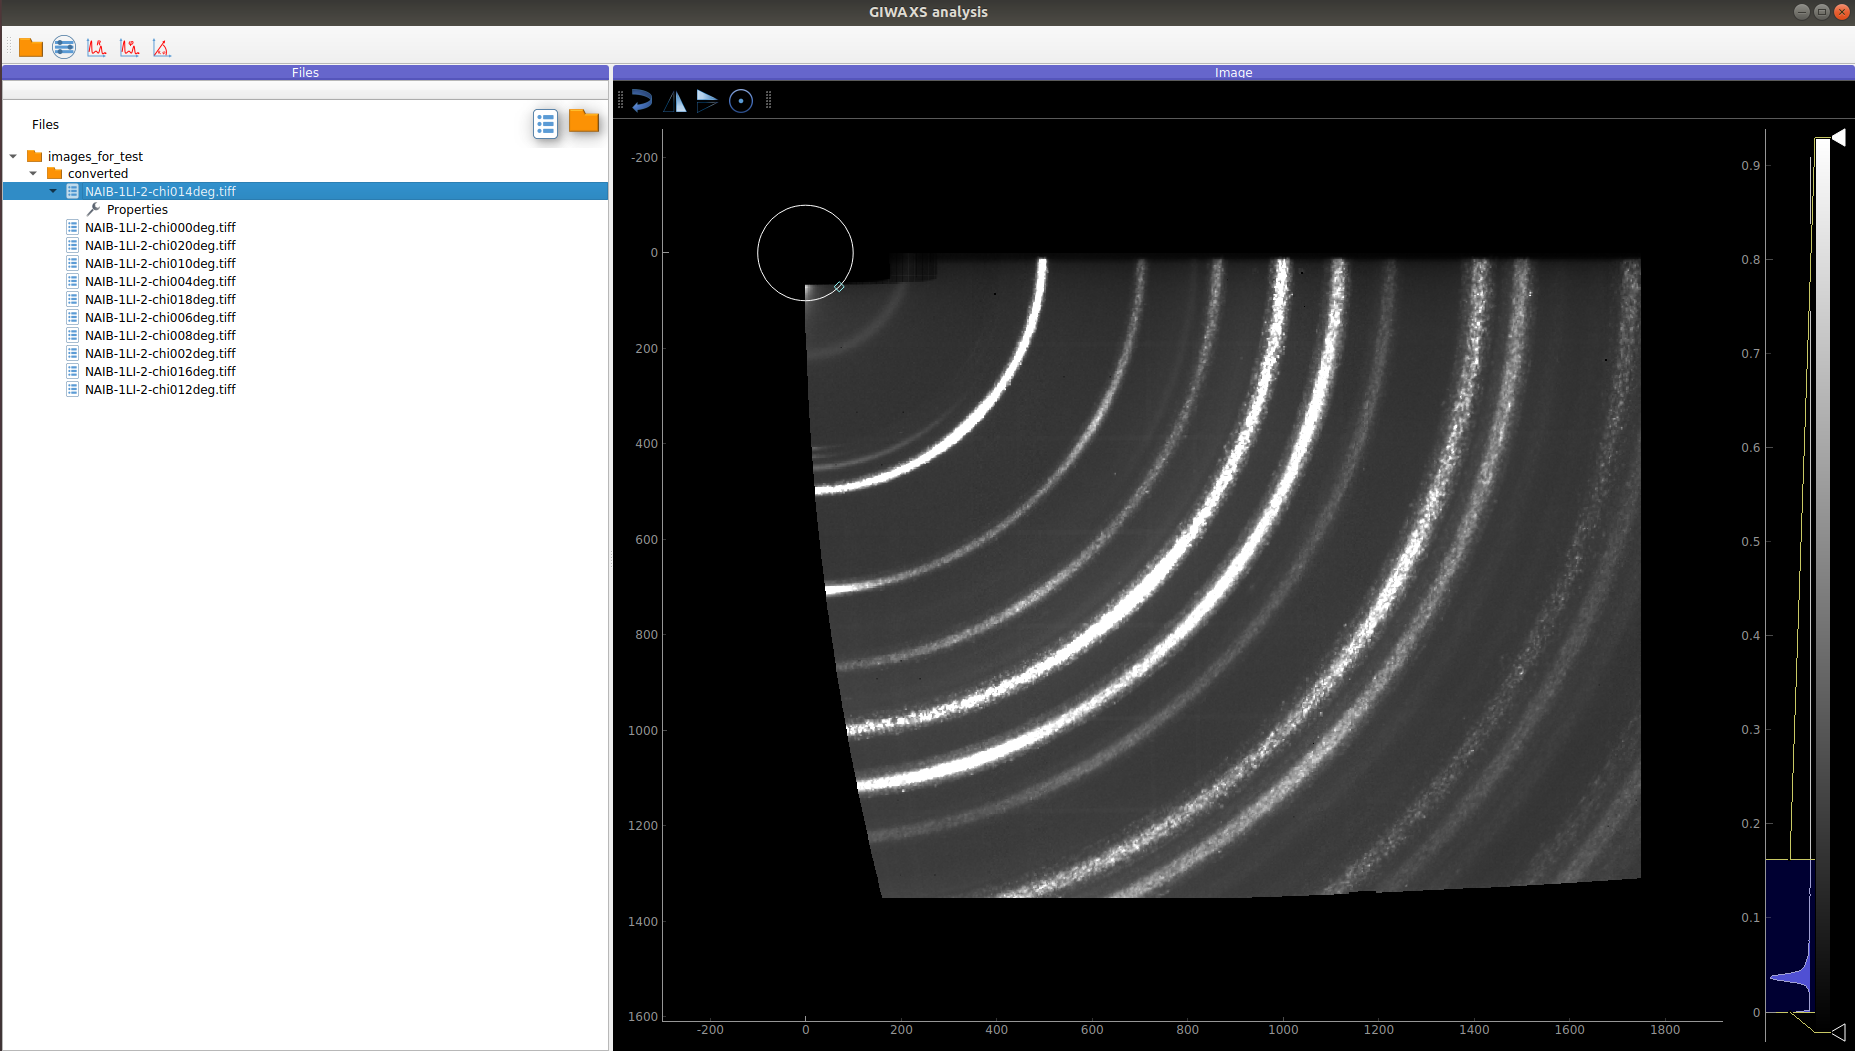 GIWAXS analysis
Files
Image
Files
images_for_test
converted
NAIB-1LI-2-chi014deg.tiff
Properties
NAIB-1LI-2-chi000deg.tiff
NAIB-1LI-2-chi020deg.tiff
NAIB-1LI-2-chi010deg.tiff
NAIB-1LI-2-chi004deg.tiff
NAIB-1LI-2-chi018deg.tiff
NAIB-1LI-2-chi006deg.tiff
NAIB-1LI-2-chi008deg.tiff
NAIB-1LI-2-chi002deg.tiff
NAIB-1LI-2-chi016deg.tiff
NAIB-1LI-2-chi012deg.tiff
-200
0
200
400
600
800
1000
1200
1400
1600
-200 0 200 400 600 800 1000 1200 1400 1600 1800
0.9
0.8
0.7
0.6
0.5
0.4
0.3
0.2
0.1
0